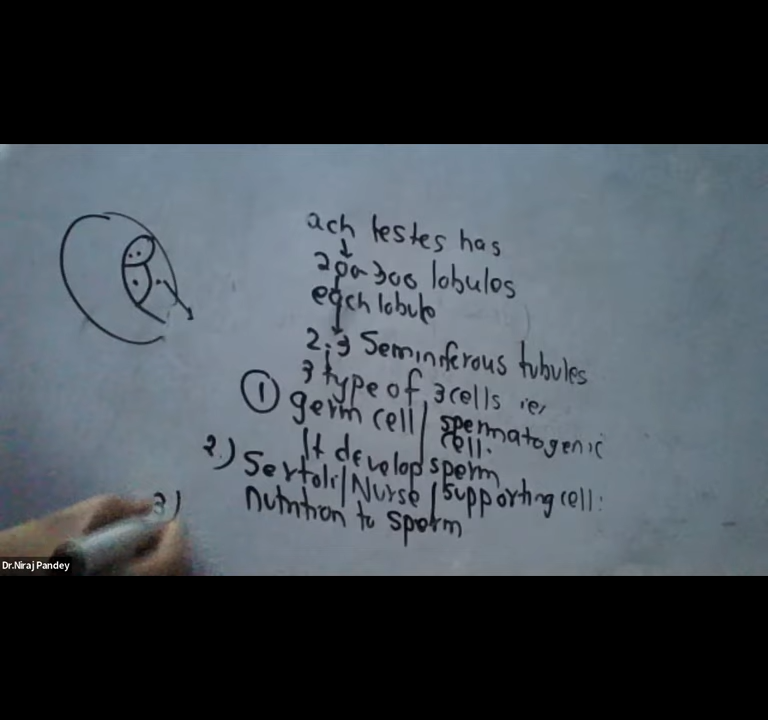 ach testes has
200-300 lobules
each lobule
2-3 Seminiferous tubules
3 type of 3 cells ie,
① germ cell / spermatogenic
cell.
It develop sperm
2.) Sertoli/Nurse/Supporting cell:
nutrition to sperm
3)
Dr.Niraj Pandey